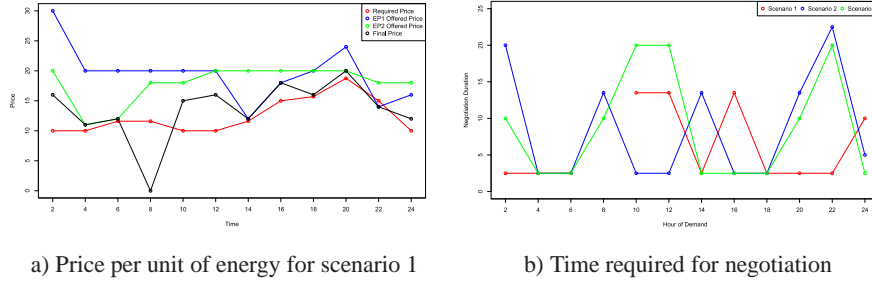 Required Price
EP1 Offered Price
EP2 Offered Price
Final Price
Price
0 5 10 15 20 25 30
2 4 6 8 10 12 14 16 18 20 22 24
Time
a) Price per unit of energy for scenario 1
Scenario 1 Scenario 2 Scenario
Negotiation Duration
0 5 10 15 20 25
2 4 6 8 10 12 14 16 18 20 22 24
Hour of Demand
b) Time required for negotiation